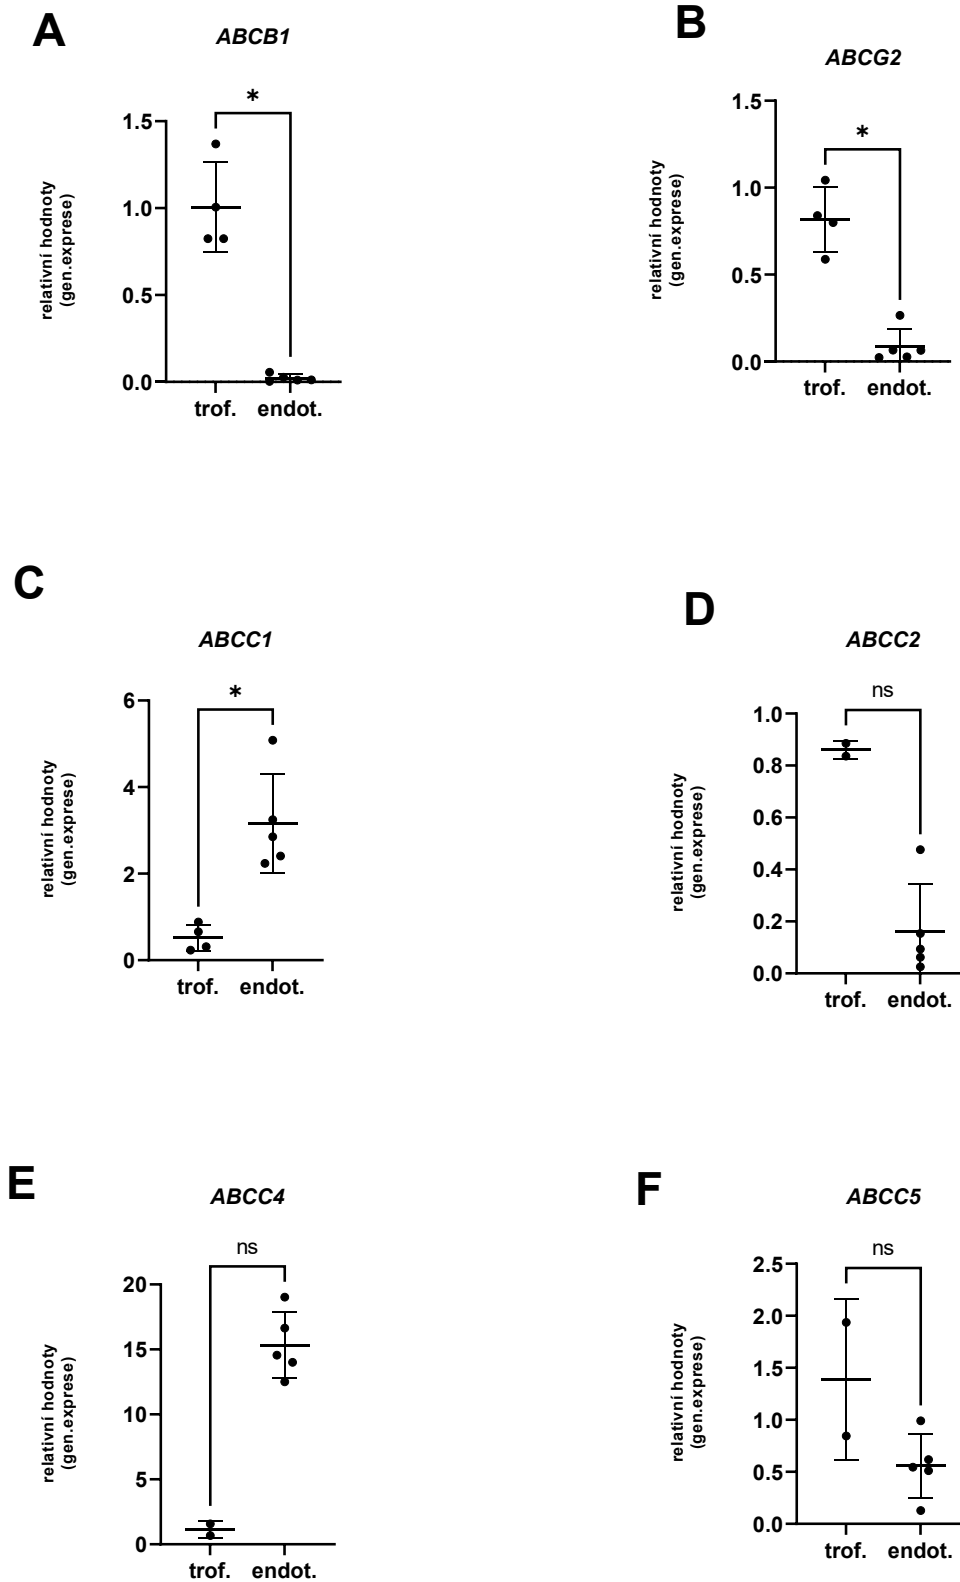 A
ABCB1
*
1.5
1.0
0.5
0.0
relativní hodnoty
(gen.exprese)
trof. endot.
B
ABCG2
*
1.5
1.0
0.5
0.0
relativní hodnoty
(gen.exprese)
trof. endot.
C
ABCC1
*
6
4
2
0
relativní hodnoty
(gen.exprese)
trof. endot.
D
ABCC2
ns
1.0
0.8
0.6
0.4
0.2
0.0
relativní hodnoty
(gen.exprese)
trof. endot.
E
ABCC4
ns
20
15
10
5
0
relativní hodnoty
(gen.exprese)
trof. endot.
F
ABCC5
ns
2.5
2.0
1.5
1.0
0.5
0.0
relativní hodnoty
(gen.exprese)
trof. endot.